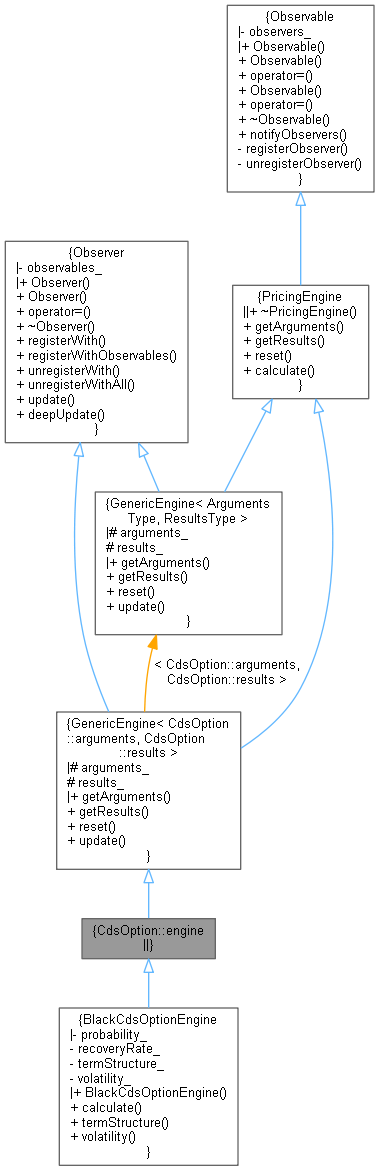 {Observable
|- observers_
|+ Observable()
+ Observable()
+ operator=()
+ Observable()
+ operator=()
+ ~Observable()
+ notifyObservers()
- registerObserver()
- unregisterObserver()
}
{Observer
|- observables_
|+ Observer()
+ Observer()
+ operator=()
+ ~Observer()
+ registerWith()
+ registerWithObservables()
+ unregisterWith()
+ unregisterWithAll()
+ update()
+ deepUpdate()
}
{PricingEngine
||+ ~PricingEngine()
+ getArguments()
+ getResults()
+ reset()
+ calculate()
}
{GenericEngine< Arguments
Type, ResultsType >
|# arguments_
# results_
|+ getArguments()
+ getResults()
+ reset()
+ update()
}
< CdsOption::arguments,
CdsOption::results >
{GenericEngine< CdsOption
::arguments, CdsOption
::results >
|# arguments_
# results_
|+ getArguments()
+ getResults()
+ reset()
+ update()
}
{CdsOption::engine
||}
{BlackCdsOptionEngine
|- probability_
- recoveryRate_
- termStructure_
- volatility_
|+ BlackCdsOptionEngine()
+ calculate()
+ termStructure()
+ volatility()
}